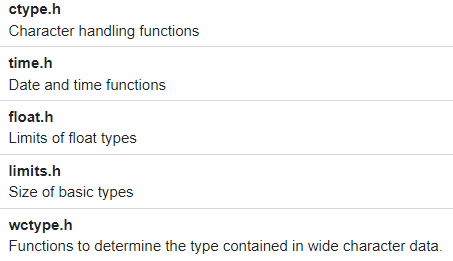 ctype.h
Character handling functions
time.h
Date and time functions
float.h
Limits of float types
limits.h
Size of basic types
wctype.h
Functions to determine the type contained in wide character data.